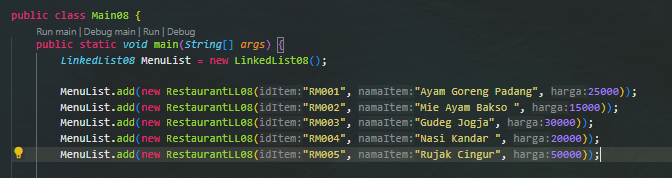 public class Main08 {
Run main | Debug main | Run | Debug
public static void main(String[] args) {
LinkedList08 MenuList = new LinkedList08();
MenuList.add(new RestaurantLL08(idItem:"RM001", namaItem:"Ayam Goreng Padang", harga:25000));
MenuList.add(new RestaurantLL08(idItem:"RM002", namaItem:"Mie Ayam Bakso ", harga:15000));
MenuList.add(new RestaurantLL08(idItem:"RM003", namaItem:"Gudeg Jogja", harga:30000));
MenuList.add(new RestaurantLL08(idItem:"RM004", namaItem:"Nasi Kandar ", harga:20000));
MenuList.add(new RestaurantLL08(idItem:"RM005", namaItem:"Rujak Cingur", harga:50000));